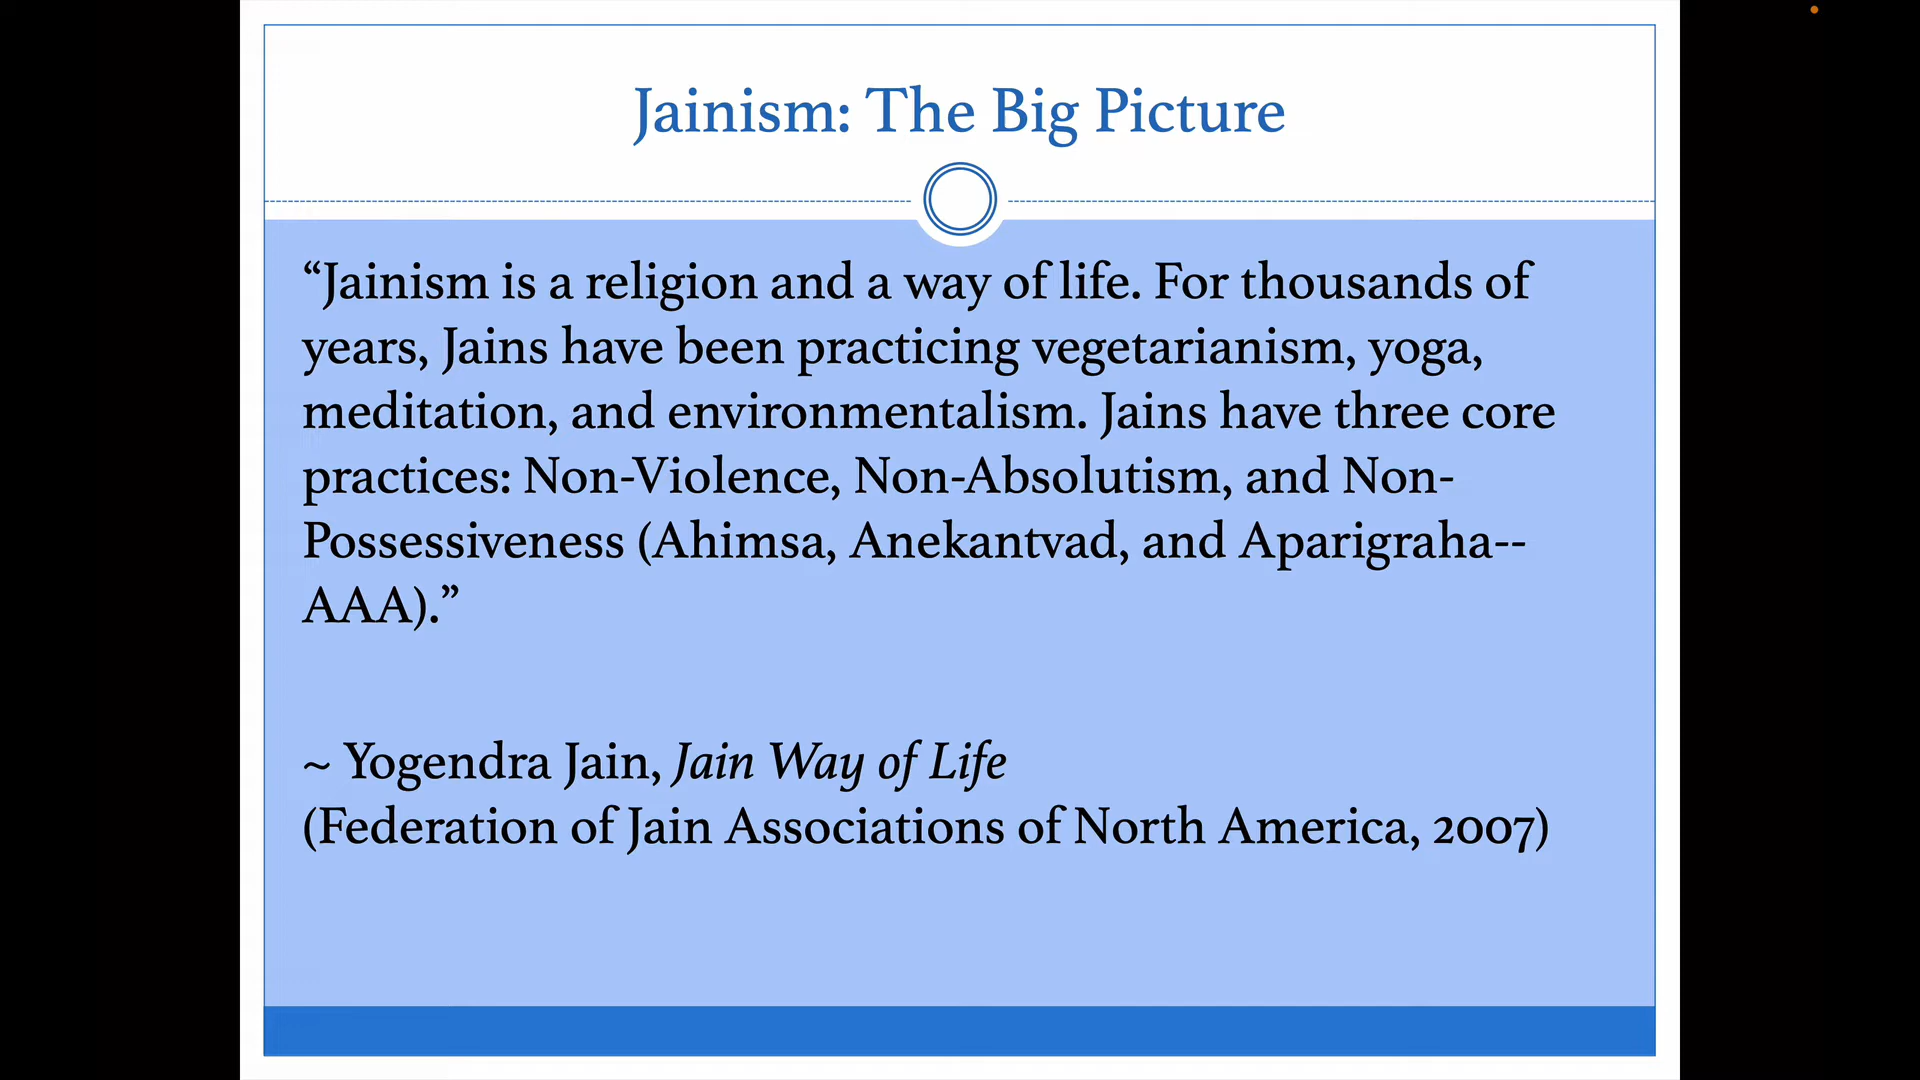 Jainism: The Big Picture
“Jainism is a religion and a way of life. For thousands of
years, Jains have been practicing vegetarianism, yoga,
meditation, and environmentalism. Jains have three core
practices: Non-Violence, Non-Absolutism, and Non-
Possessiveness (Ahimsa, Anekantvad, and Aparigraha--
AAA).”
~ Yogendra Jain, Jain Way of Life
(Federation of Jain Associations of North America, 2007)